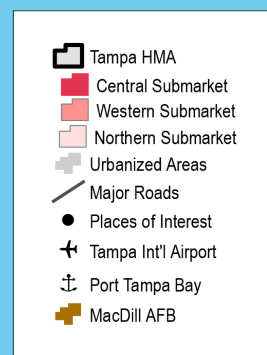 Tampa HMA
Central Submarket
Western Submarket
Northern Submarket
Urbanized Areas
Major Roads
Places of Interest
Tampa Int'l Airport
Port Tampa Bay
MacDill AFB